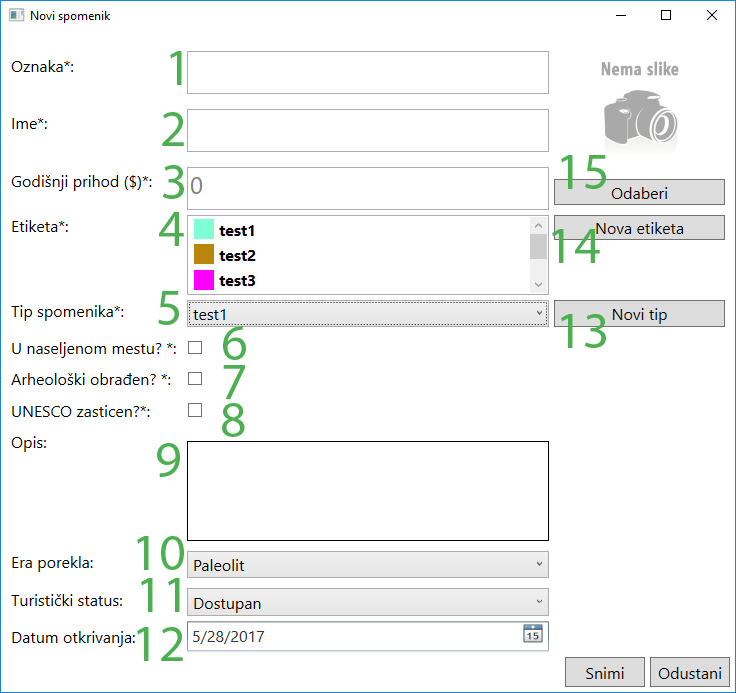 Novi spomenik
Oznaka*: 1
Nema slike
Ime*: 2
Godišnji prihod ($)*: 3 0
15
Odaberi
Etiketa*: 4 test1
test2
test3
Nova etiketa
14
Tip spomenika*: 5 test1
Novi tip
13
U naseljenom mestu? *: 6
Arheološki obrađen? *: 7
UNESCO zasticen?*: 8
Opis: 9
Era porekla: 10 Paleolit
Turistički status: 11 Dostupan
Datum otkrivanja: 12 5/28/2017 15
Snimi Odustani